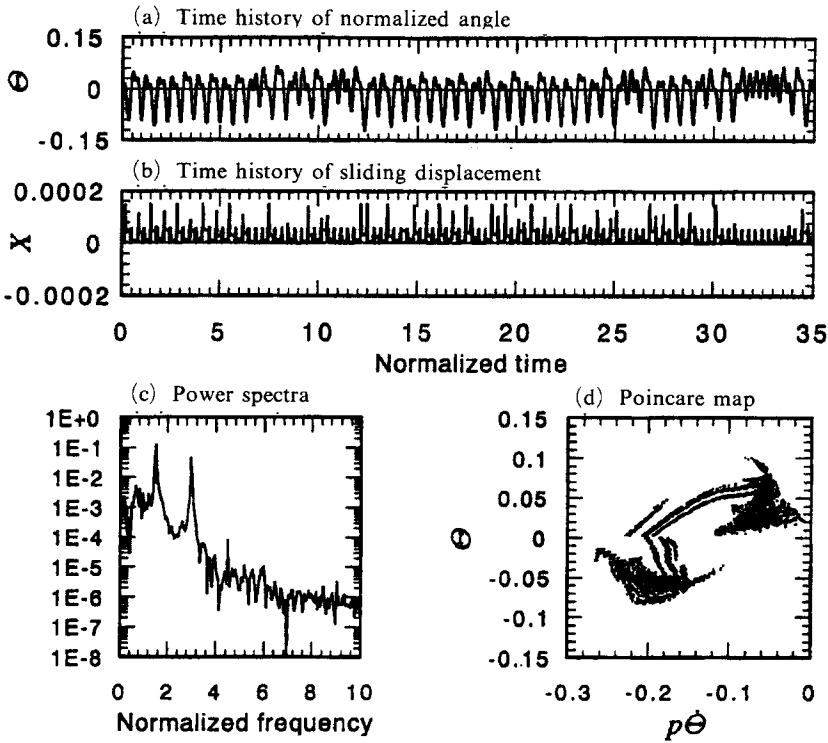 (a) Time history of normalized angle
0.15
Θ
0
-0.15
(b) Time history of sliding displacement
0.0002
X
0
-0.0002
0 5 10 15 20 25 30 35
Normalized time
(c) Power spectra
1E+0
1E-1
1E-2
1E-3
1E-4
1E-5
1E-6
1E-7
1E-8
0 2 4 6 8 10
Normalized frequency
(d) Poincare map
0.15
0.1
0.05
Θ
0
-0.05
-0.1
-0.15
-0.3 -0.2 -0.1 0
pΘ̇